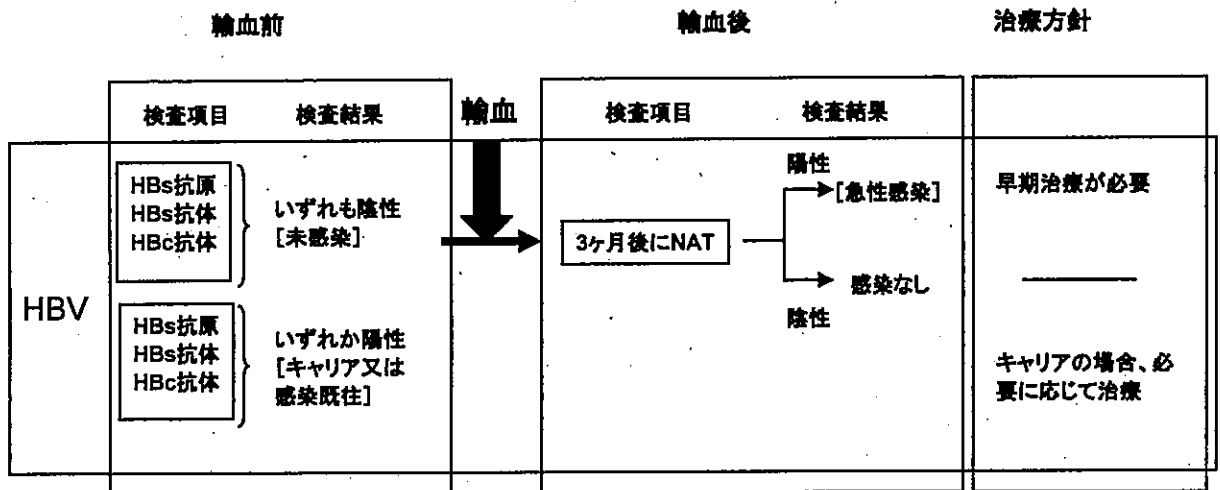 輸血前
輸血後
治療方針
検査項目
検査結果
輸血
検査項目
検査結果
HBV
HBs抗原
HBs抗体
HBc抗体
いずれも陰性
[未感染]
3ヶ月後にNAT
陽性
[急性感染]
早期治療が必要
感染なし
陰性
HBs抗原
HBs抗体
HBc抗体
いずれか陽性
[キャリア又は
感染既往]
キャリアの場合、必
要に応じて治療